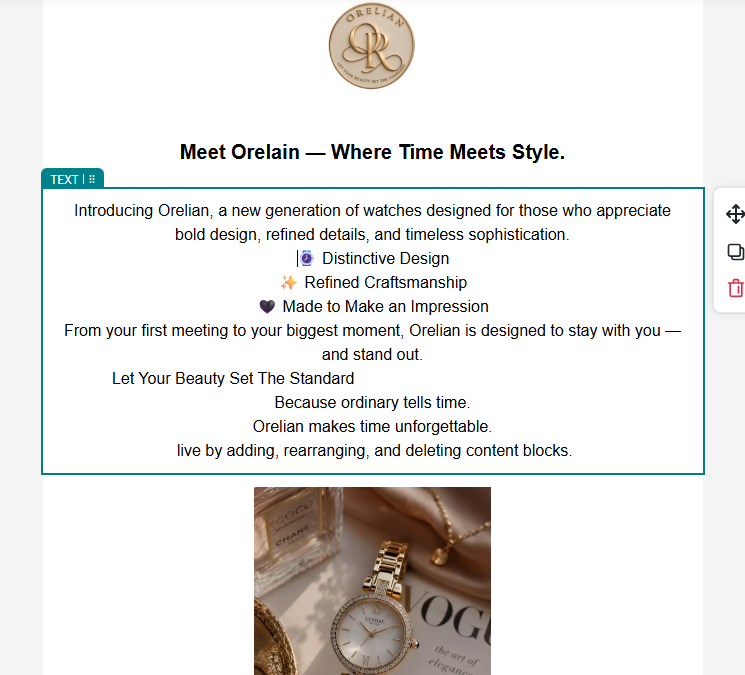 ORELIAN
OR
LET YOUR BEAUTY SET THE STANDARD
Meet Orelain — Where Time Meets Style.
TEXT
Introducing Orelian, a new generation of watches designed for those who appreciate
bold design, refined details, and timeless sophistication.
⌚ Distinctive Design
✨ Refined Craftsmanship
🖤 Made to Make an Impression
From your first meeting to your biggest moment, Orelian is designed to stay with you —
and stand out.
Let Your Beauty Set The Standard
Because ordinary tells time.
Orelian makes time unforgettable.
live by adding, rearranging, and deleting content blocks.
COCO
CHANE
VOGU
the art of
elegance